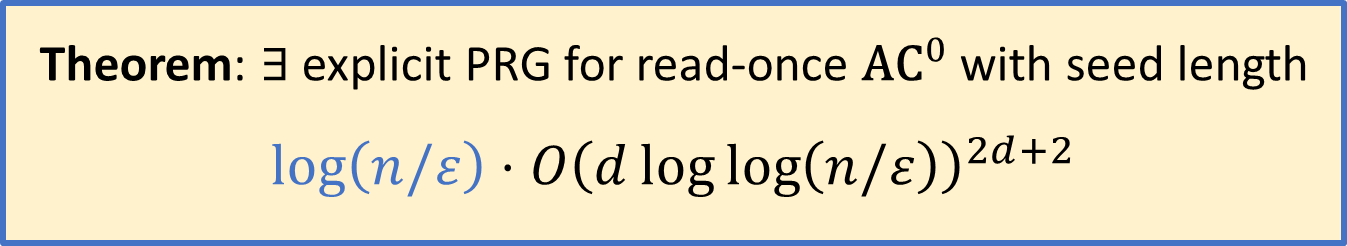 Theorem: ∃ explicit PRG for read-once AC⁰ with seed length
log(𝑛/𝜀) · 𝑂(𝑑 log log(𝑛/𝜀))²ᵈ⁺²